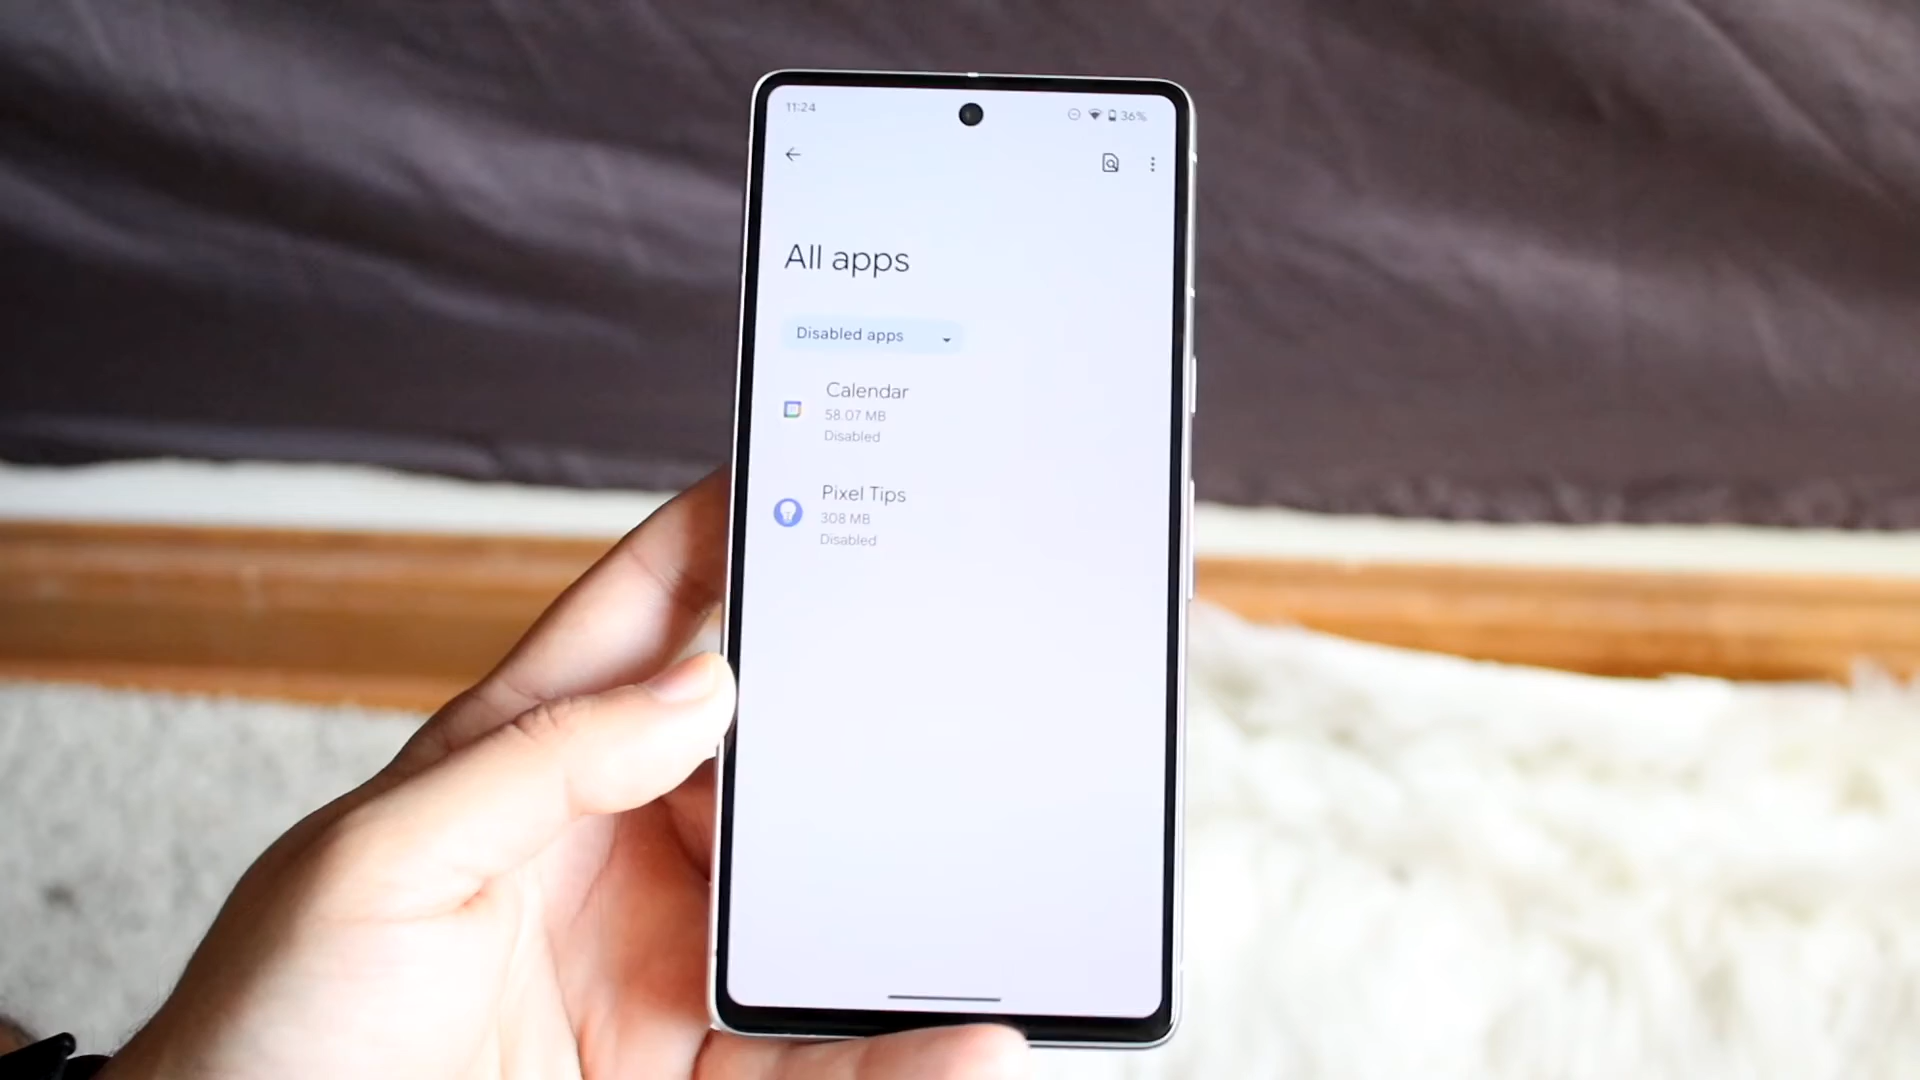 11:24
36%
All apps
Disabled apps
Calendar
58.07 MB
Disabled
Pixel Tips
308 MB
Disabled